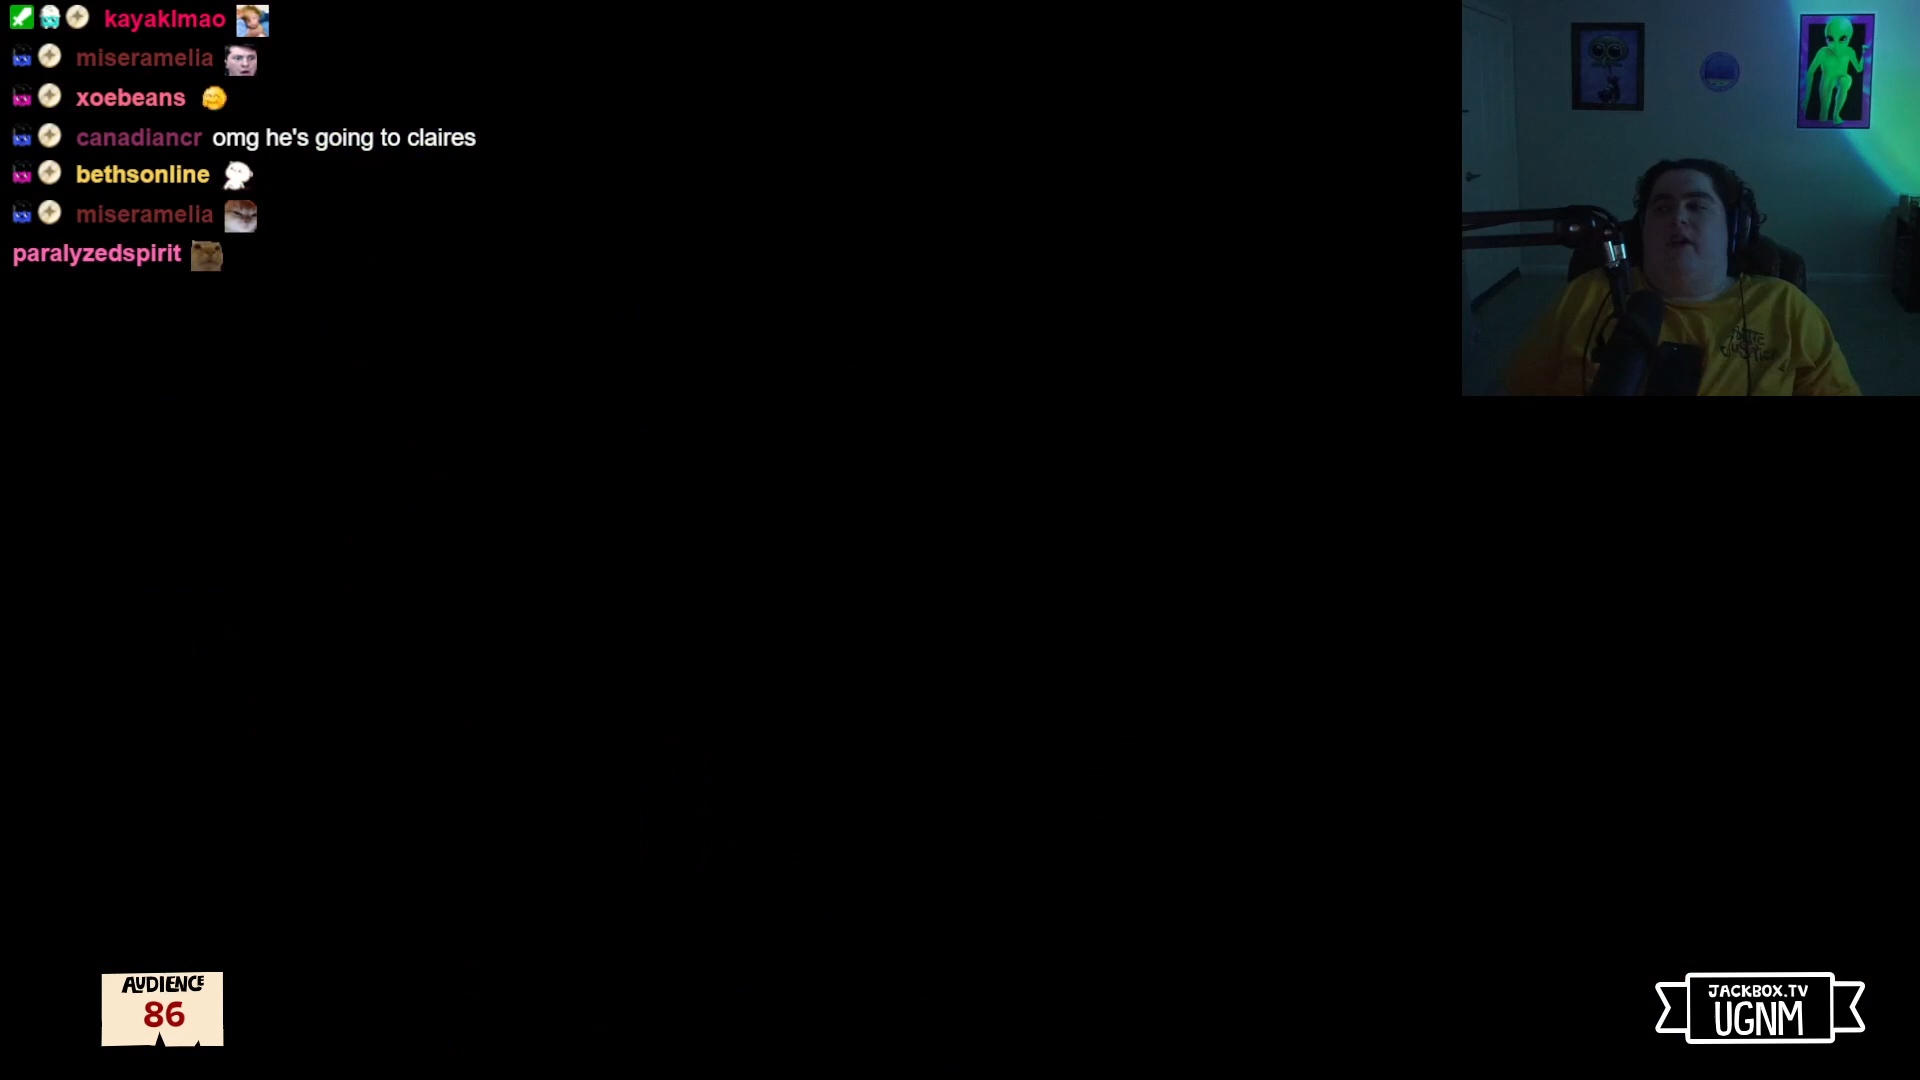 kayaklmao
miseramelia
xoebeans
canadiancr omg he's going to claires
bethsonline
miseramelia
paralyzedspirit
AUDIENCE
86
JACKBOX.TV
UGNM